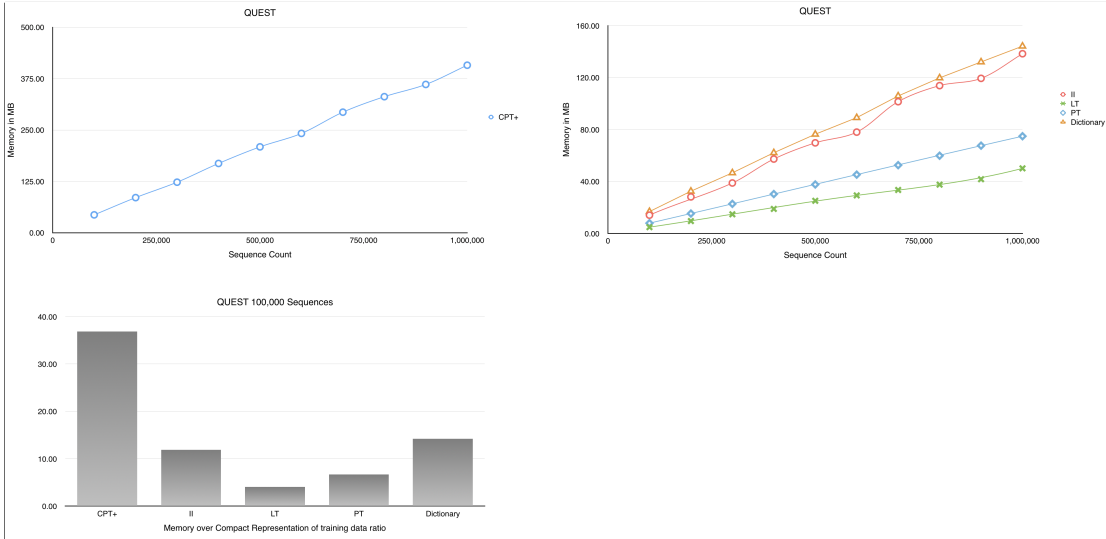 QUEST
500.00
375.00
250.00
125.00
0.00
Memory in MB
0
250,000
500,000
750,000
1,000,000
Sequence Count
CPT+
QUEST
160.00
120.00
80.00
40.00
0.00
Memory in MB
0
250,000
500,000
750,000
1,000,000
Sequence Count
II
LT
PT
Dictionary
QUEST 100,000 Sequences
40.00
30.00
20.00
10.00
0.00
CPT+
II
LT
PT
Dictionary
Memory over Compact Representation of training data ratio